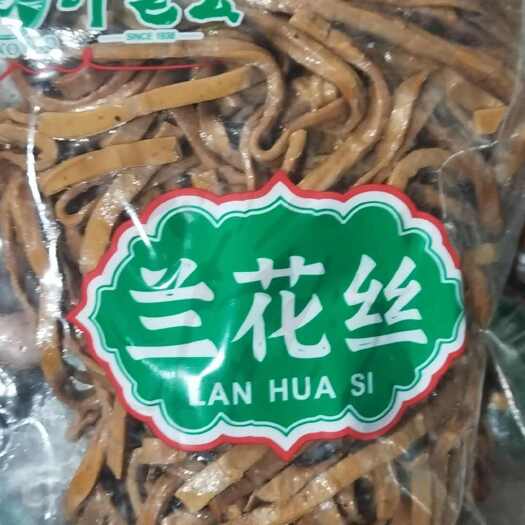 SINCE 1938
兰花丝
LAN HUA SI